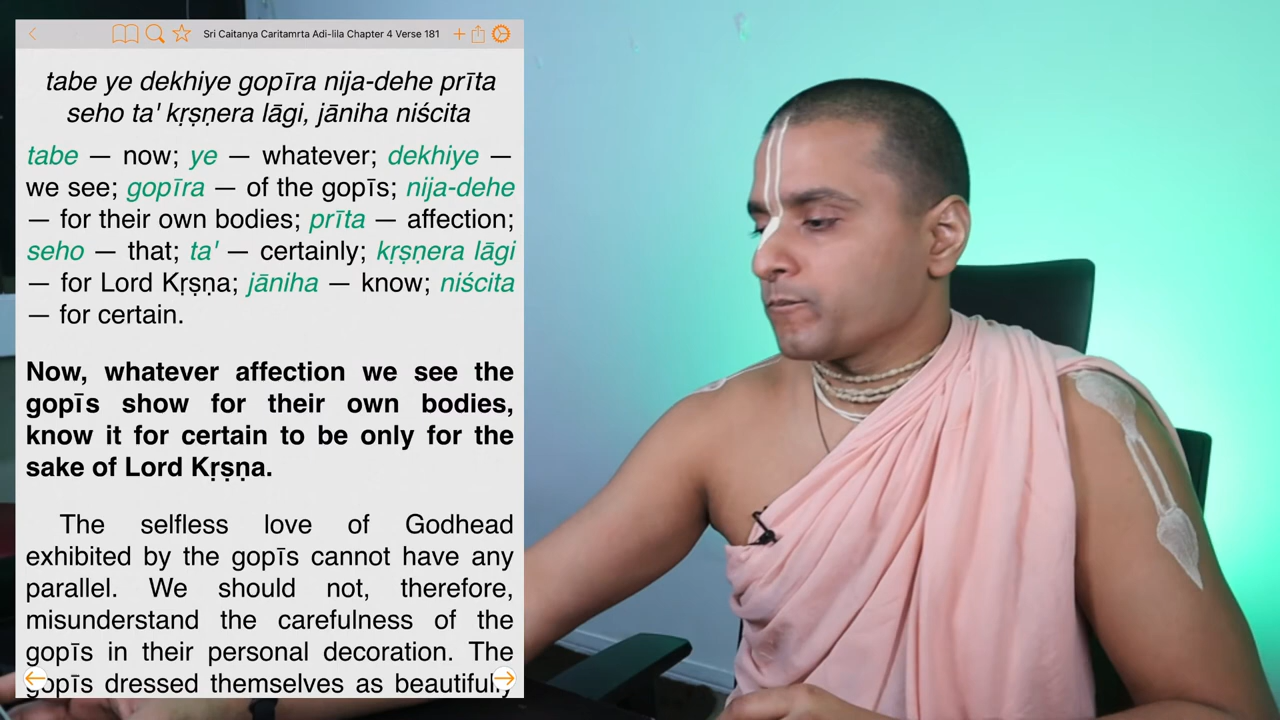 Sri Caitanya Caritamrta Adi-lila Chapter 4 Verse 181
tabe ye dekhiye gopīra nija-dehe prīta
seho ta' kṛṣṇera lāgi, jāniha niścita
tabe — now; ye — whatever; dekhiye —
we see; gopīra — of the gopīs; nija-dehe
— for their own bodies; prīta — affection;
seho — that; ta' — certainly; kṛṣṇera lāgi
— for Lord Kṛṣṇa; jāniha — know; niścita
— for certain.
Now, whatever affection we see the
gopīs show for their own bodies,
know it for certain to be only for the
sake of Lord Kṛṣṇa.
The selfless love of Godhead
exhibited by the gopīs cannot have any
parallel. We should not, therefore,
misunderstand the carefulness of the
gopīs in their personal decoration. The
gopīs dressed themselves as beautifully